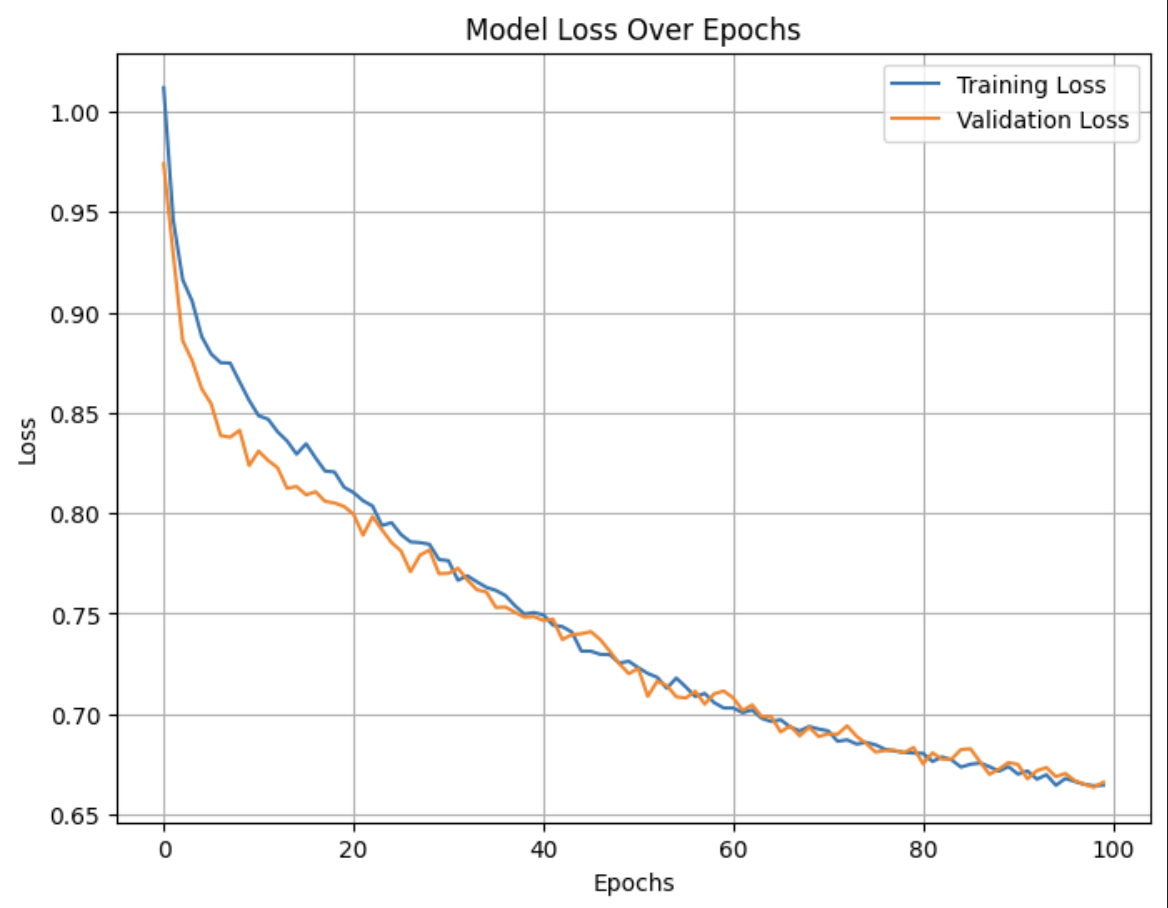 Model Loss Over Epochs
Training Loss
Validation Loss
1.00
0.95
0.90
0.85
0.80
0.75
0.70
0.65
Loss
0 20 40 60 80 100
Epochs